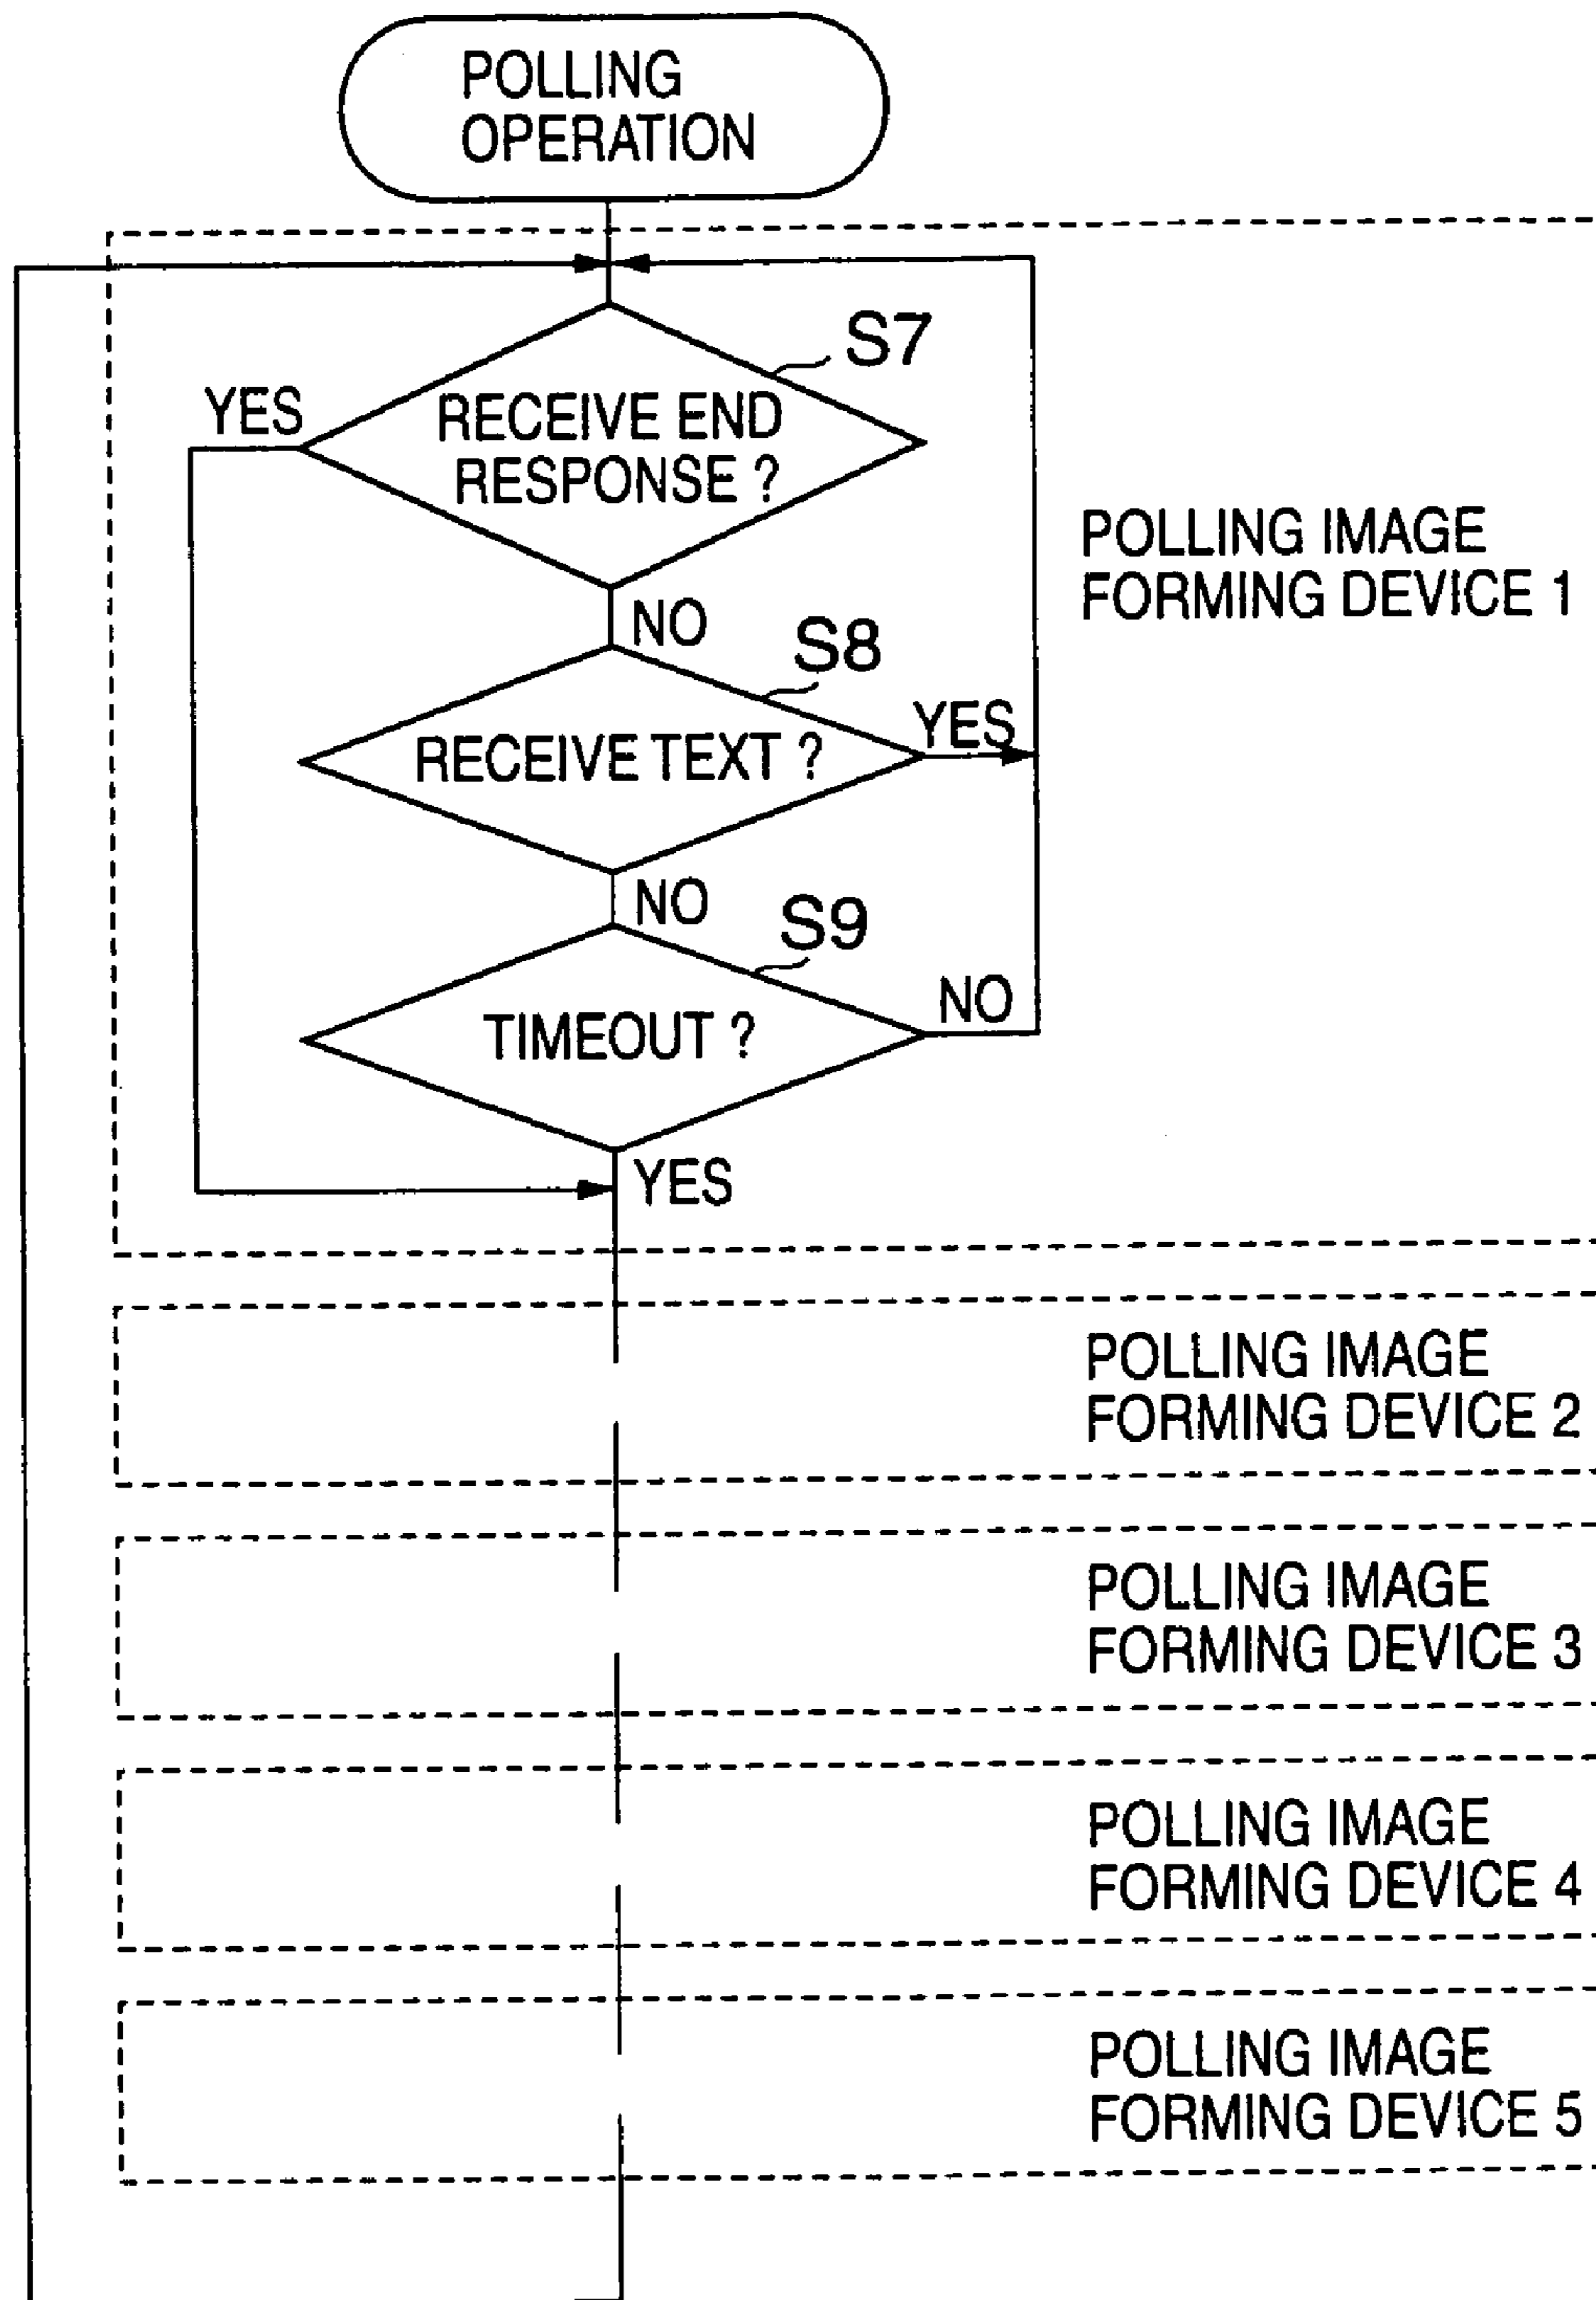 POLLING
OPERATION
S7
YES
RECEIVE END
RESPONSE ?
POLLING IMAGE
FORMING DEVICE 1
NO
S8
RECEIVE TEXT ?
YES
NO
S9
TIMEOUT ?
NO
YES
POLLING IMAGE
FORMING DEVICE 2
POLLING IMAGE
FORMING DEVICE 3
POLLING IMAGE
FORMING DEVICE 4
POLLING IMAGE
FORMING DEVICE 5